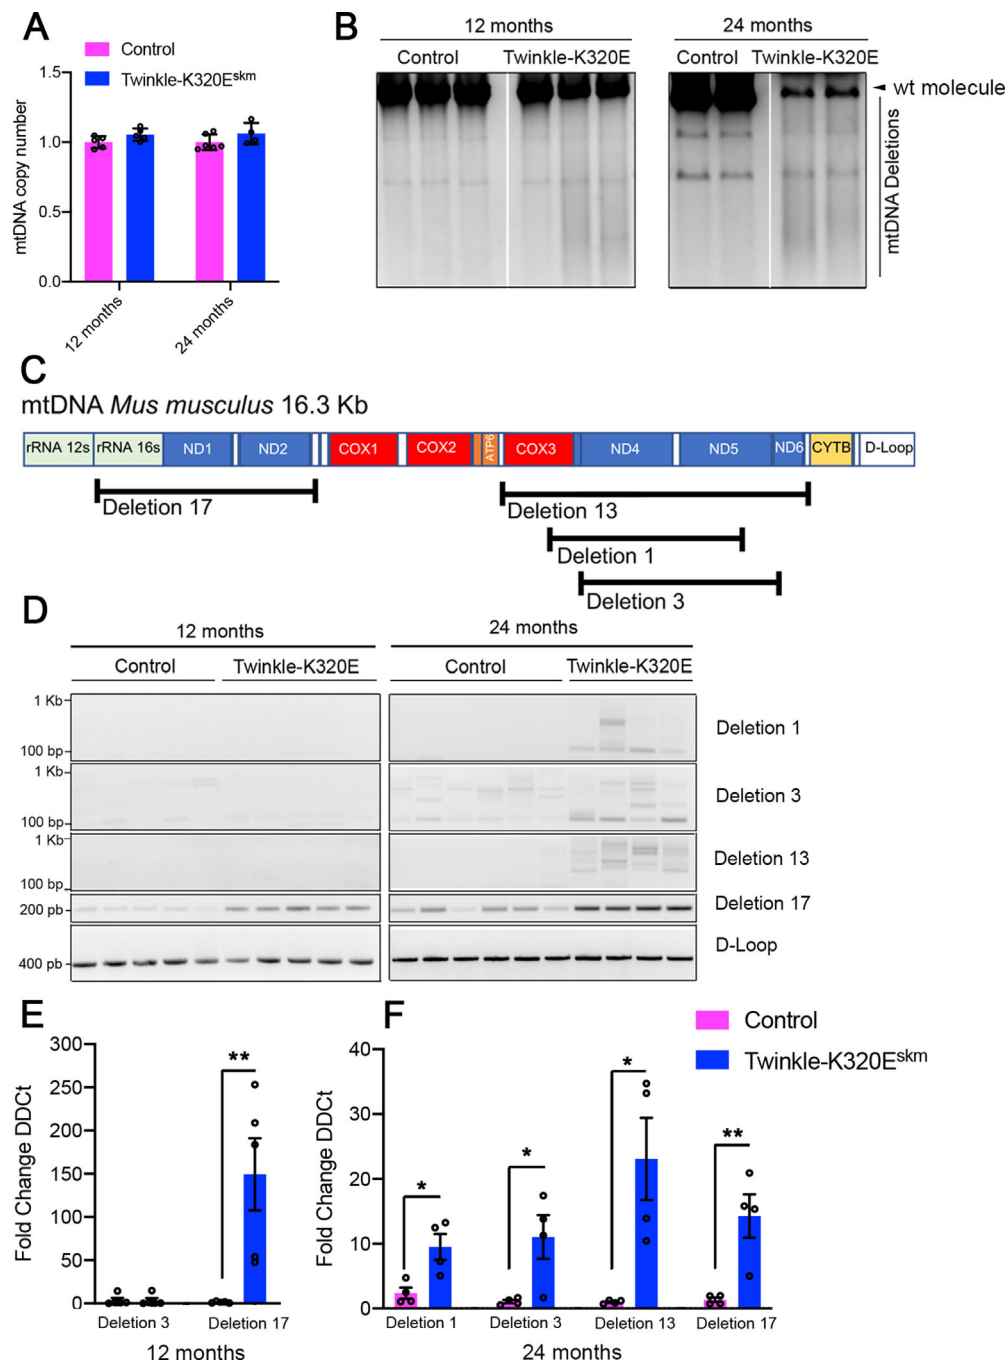 A
Control
Twinkle-K320Eskm
mtDNA copy number
1.5
1.0
0.5
0.0
12 months
24 months
B
12 months
24 months
Control
Twinkle-K320E
Control
Twinkle-K320E
wt molecule
mtDNA Deletions
C
mtDNA Mus musculus 16.3 Kb
rRNA 12s
rRNA 16s
ND1
ND2
COX1
COX2
ATP6
COX3
ND4
ND5
ND6
CYTB
D-Loop
Deletion 17
Deletion 13
Deletion 1
Deletion 3
D
12 months
24 months
Control
Twinkle-K320E
Control
Twinkle-K320E
1 Kb
100 bp
Deletion 1
1 Kb
100 bp
Deletion 3
1 Kb
100 bp
Deletion 13
200 pb
Deletion 17
400 pb
D-Loop
E
Fold Change DDCt
300
250
200
150
100
50
0
**
Deletion 3
Deletion 17
12 months
F
Control
Twinkle-K320Eskm
Fold Change DDCt
40
30
20
10
0
*
*
*
**
Deletion 1
Deletion 3
Deletion 13
Deletion 17
24 months